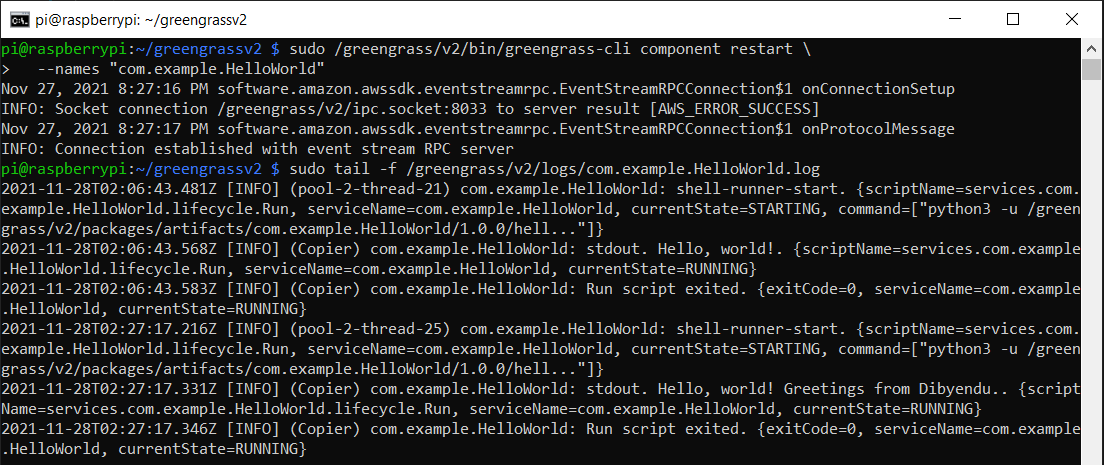 pi@raspberrypi: ~/greengrassv2
pi@raspberrypi:~/greengrassv2 $ sudo /greengrass/v2/bin/greengrass-cli component restart \
>   --names "com.example.HelloWorld"
Nov 27, 2021 8:27:16 PM software.amazon.awssdk.eventstreamrpc.EventStreamRPCConnection$1 onConnectionSetup
INFO: Socket connection /greengrass/v2/ipc.socket:8033 to server result [AWS_ERROR_SUCCESS]
Nov 27, 2021 8:27:17 PM software.amazon.awssdk.eventstreamrpc.EventStreamRPCConnection$1 onProtocolMessage
INFO: Connection established with event stream RPC server
pi@raspberrypi:~/greengrassv2 $ sudo tail -f /greengrass/v2/logs/com.example.HelloWorld.log
2021-11-28T02:06:43.481Z [INFO] (pool-2-thread-21) com.example.HelloWorld: shell-runner-start. {scriptName=services.com.
example.HelloWorld.lifecycle.Run, serviceName=com.example.HelloWorld, currentState=STARTING, command=["python3 -u /green
grass/v2/packages/artifacts/com.example.HelloWorld/1.0.0/hell..."]}
2021-11-28T02:06:43.568Z [INFO] (Copier) com.example.HelloWorld: stdout. Hello, world!. {scriptName=services.com.example
.HelloWorld.lifecycle.Run, serviceName=com.example.HelloWorld, currentState=RUNNING}
2021-11-28T02:06:43.583Z [INFO] (Copier) com.example.HelloWorld: Run script exited. {exitCode=0, serviceName=com.example
.HelloWorld, currentState=RUNNING}
2021-11-28T02:27:17.216Z [INFO] (pool-2-thread-25) com.example.HelloWorld: shell-runner-start. {scriptName=services.com.
example.HelloWorld.lifecycle.Run, serviceName=com.example.HelloWorld, currentState=STARTING, command=["python3 -u /green
grass/v2/packages/artifacts/com.example.HelloWorld/1.0.0/hell..."]}
2021-11-28T02:27:17.331Z [INFO] (Copier) com.example.HelloWorld: stdout. Hello, world! Greetings from Dibyendu.. {script
Name=services.com.example.HelloWorld.lifecycle.Run, serviceName=com.example.HelloWorld, currentState=RUNNING}
2021-11-28T02:27:17.346Z [INFO] (Copier) com.example.HelloWorld: Run script exited. {exitCode=0, serviceName=com.example
.HelloWorld, currentState=RUNNING}